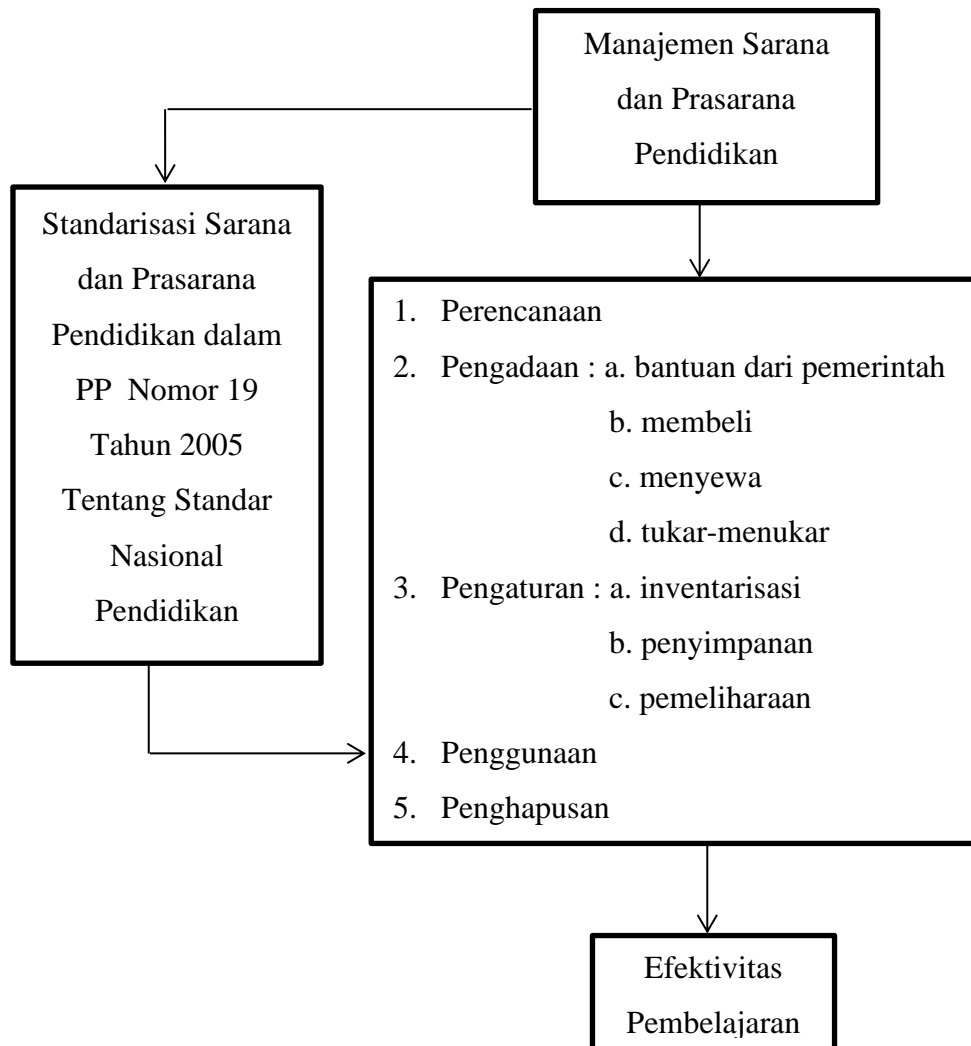 Manajemen Sarana
dan Prasarana
Pendidikan
Standarisasi Sarana
dan Prasarana
Pendidikan dalam
PP Nomor 19
Tahun 2005
Tentang Standar
Nasional
Pendidikan
1. Perencanaan
2. Pengadaan : a. bantuan dari pemerintah
b. membeli
c. menyewa
d. tukar-menukar
3. Pengaturan : a. inventarisasi
b. penyimpanan
c. pemeliharaan
4. Penggunaan
5. Penghapusan
Efektivitas
Pembelajaran